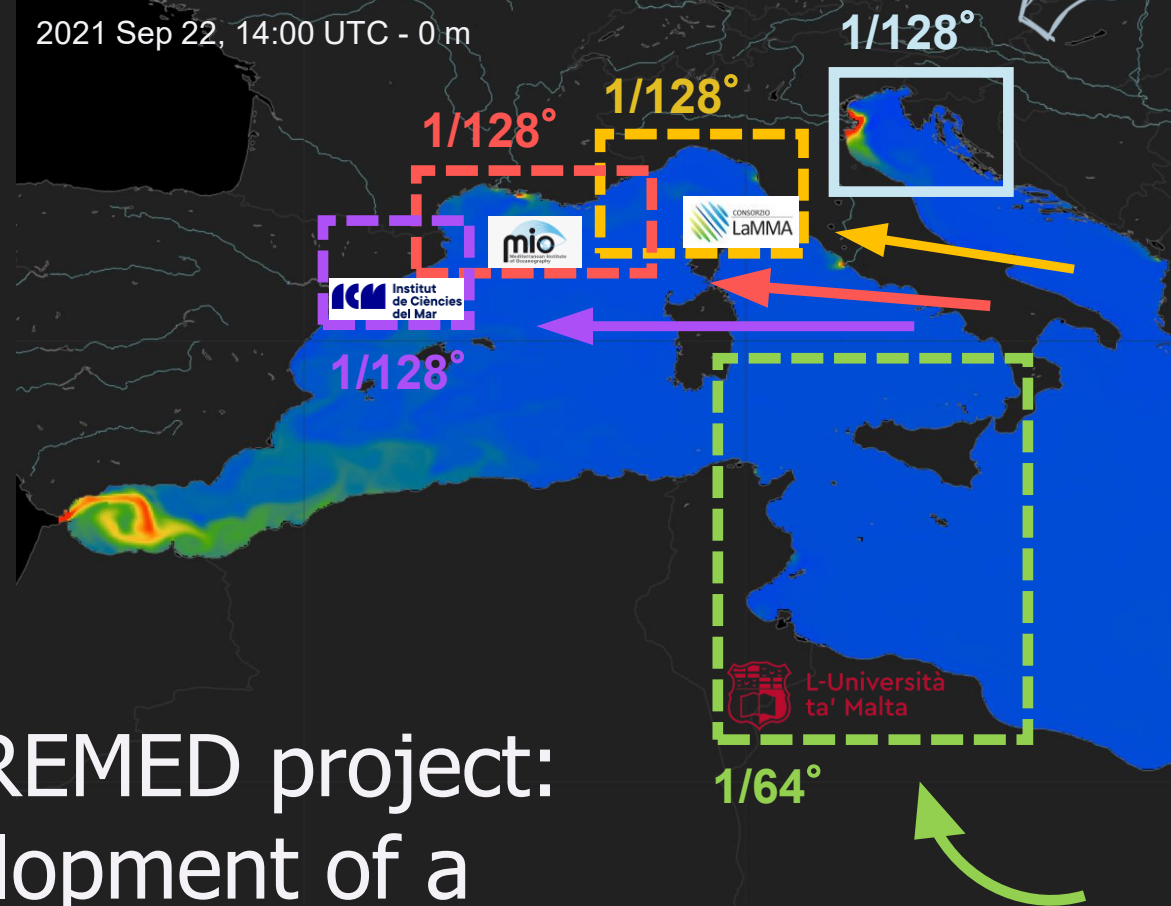 2021 Sep 22, 14:00 UTC - 0 m
1/128°
1/128°
1/128°
CONSORZIO
LaMMA
mio
Mediterranean Institute
of Oceanography
ICM
Institut
de Ciències
del Mar
1/128°
L-Università
ta' Malta
REMED project:
1/64°
lopment of a